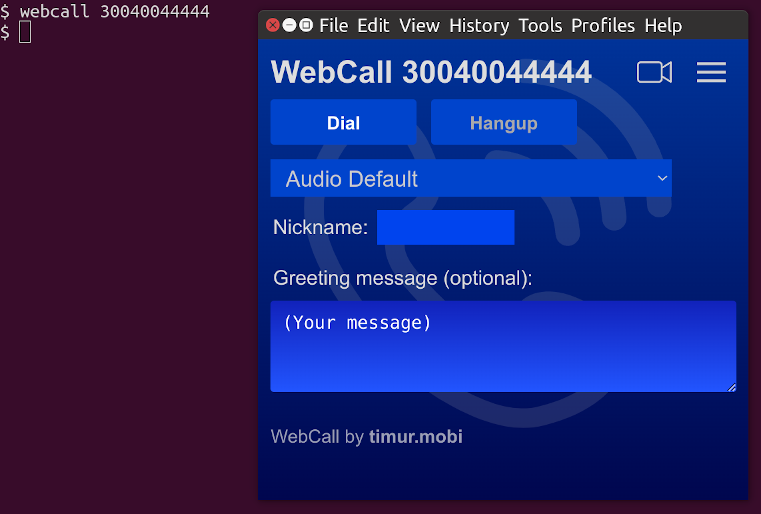 $ webcall 30040044444
$
File Edit View History Tools Profiles Help
WebCall 30040044444
Dial Hangup
Audio Default
Nickname:
Greeting message (optional):
(Your message)
WebCall by timur.mobi